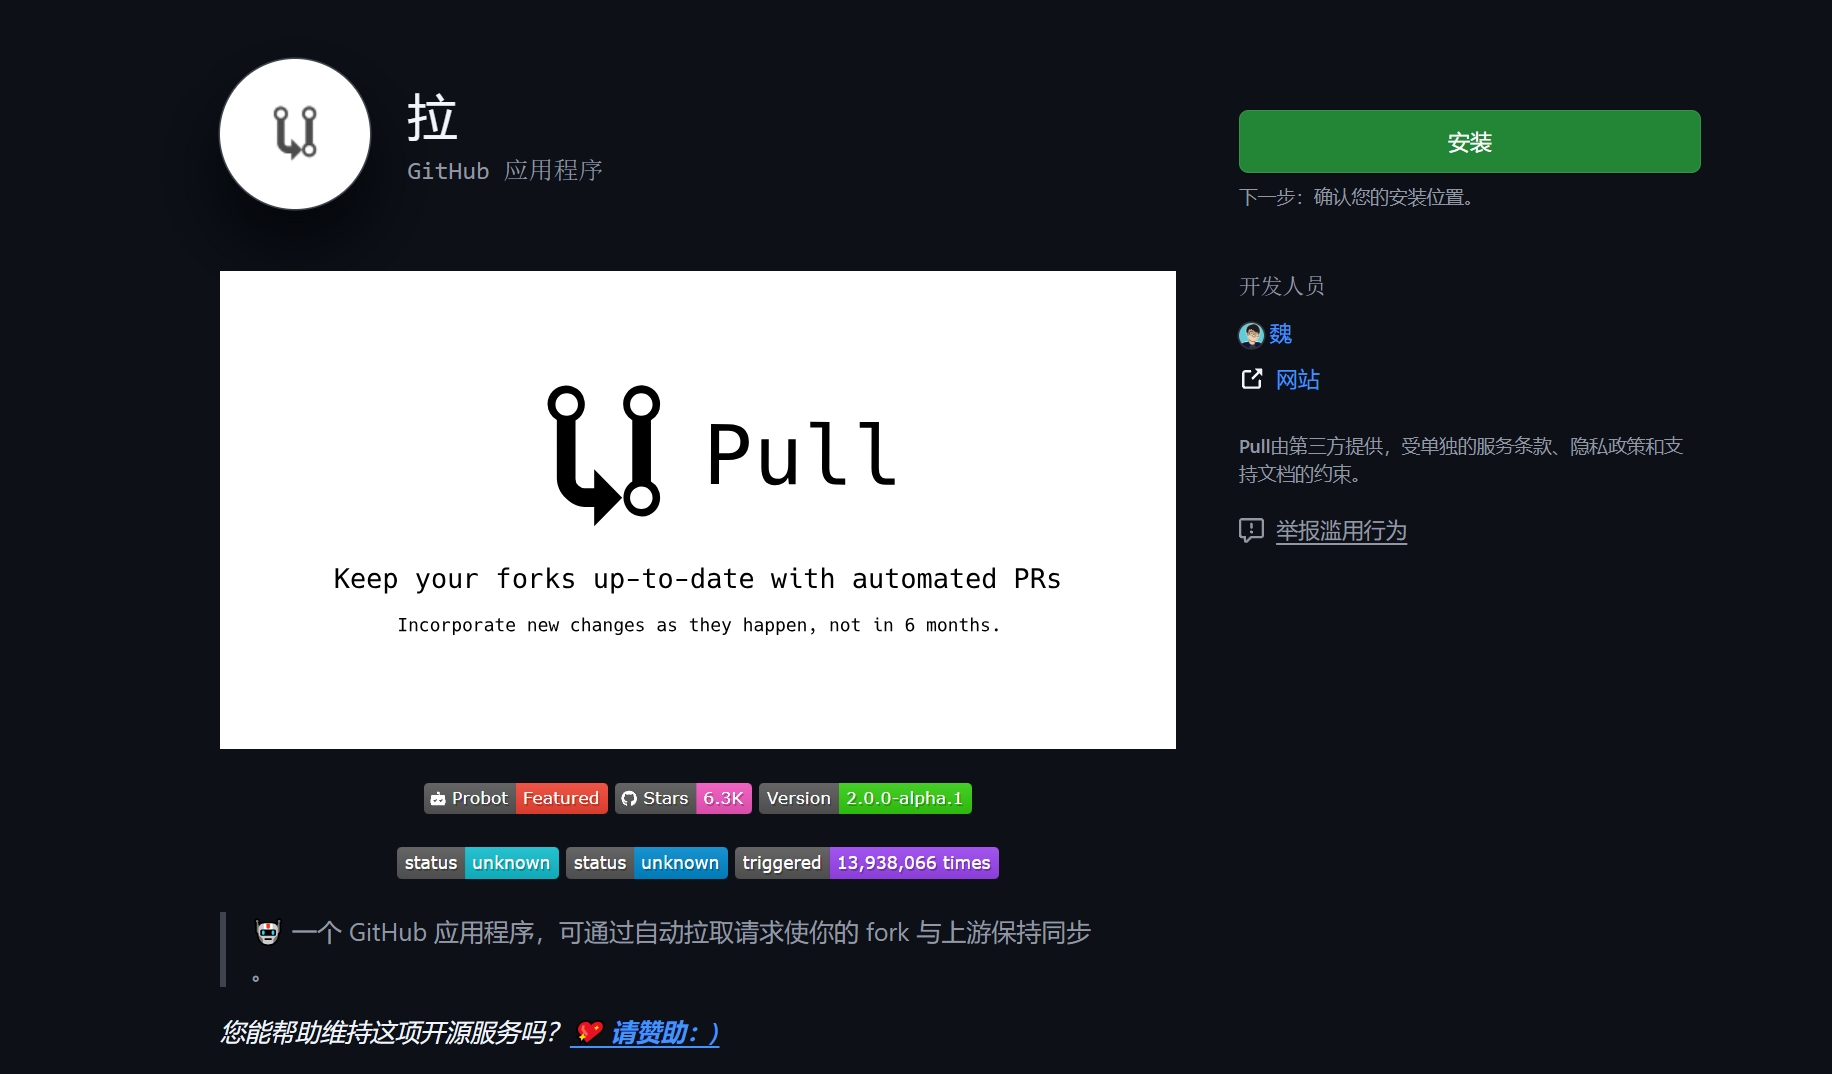 拉
GitHub 应用程序
安装
下一步：确认您的安装位置。
Pull
Keep your forks up-to-date with automated PRs
Incorporate new changes as they happen, not in 6 months.
开发人员
魏
网站
Pull由第三方提供，受单独的服务条款、隐私政策和支
持文档的约束。
举报滥用行为
Probot Featured Stars 6.3K Version 2.0.0-alpha.1
status unknown status unknown triggered 13,938,066 times
一个 GitHub 应用程序，可通过自动拉取请求使你的 fork 与上游保持同步
。
您能帮助维持这项开源服务吗？ 💖 请赞助：）